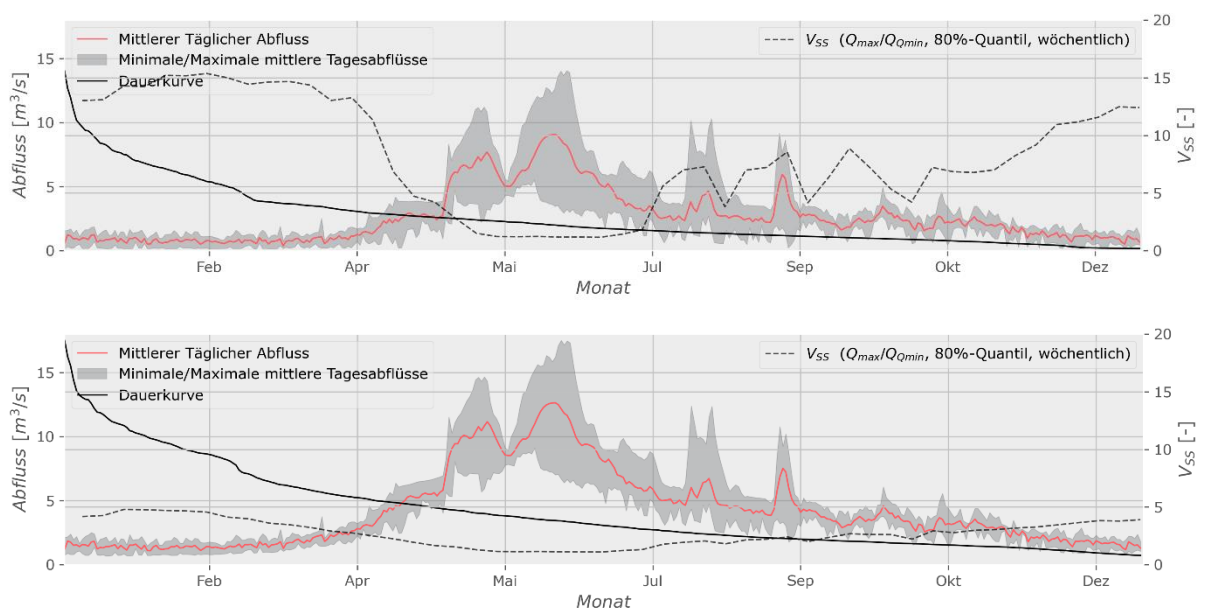 Mittlerer Täglicher Abfluss
Minimale/Maximale mittlere Tagesabflüsse
Dauerkurve
V_SS (Q_max/Q_Qmin, 80%-Quantil, wöchentlich)
Abfluss [m³/s]
15
10
5
0
20
15
10
5
0
V_SS [-]
Feb Apr Mai Jul Sep Okt Dez
Monat
Mittlerer Täglicher Abfluss
Minimale/Maximale mittlere Tagesabflüsse
Dauerkurve
V_SS (Q_max/Q_Qmin, 80%-Quantil, wöchentlich)
Abfluss [m³/s]
15
10
5
0
20
15
10
5
0
V_SS [-]
Feb Apr Mai Jul Sep Okt Dez
Monat